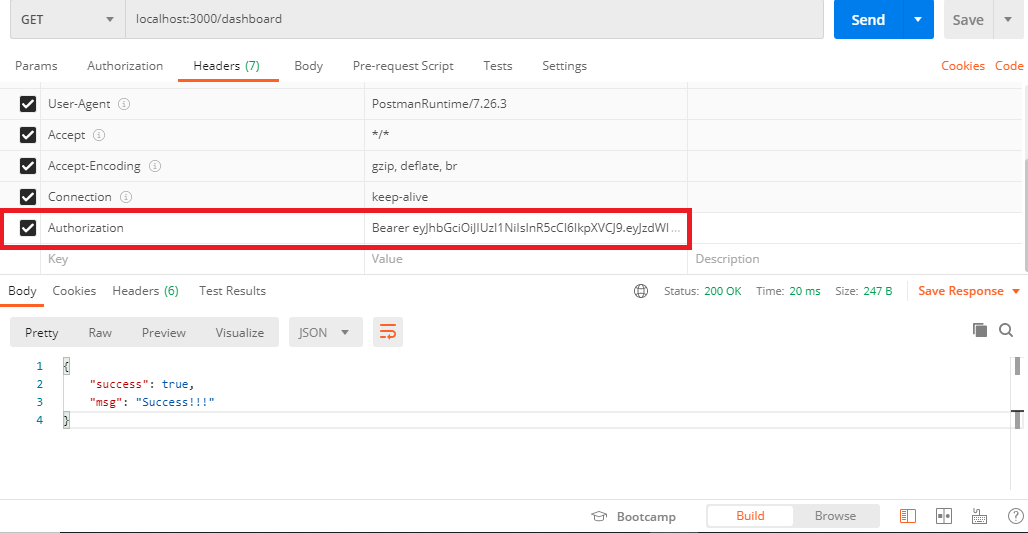 GET localhost:3000/dashboard Send Save
Params Authorization Headers (7) Body Pre-request Script Tests Settings Cookies Code
User-Agent PostmanRuntime/7.26.3
Accept */*
Accept-Encoding gzip, deflate, br
Connection keep-alive
Authorization Bearer eyJhbGciOiJIUzI1NiIsInR5cCI6IkpXVCJ9.eyJzdWI ...
Key Value Description
Body Cookies Headers (6) Test Results Status: 200 OK Time: 20 ms Size: 247 B Save Response
Pretty Raw Preview Visualize JSON
1 {
2 "success": true,
3 "msg": "Success!!!"
4 }
Bootcamp Build Browse ?